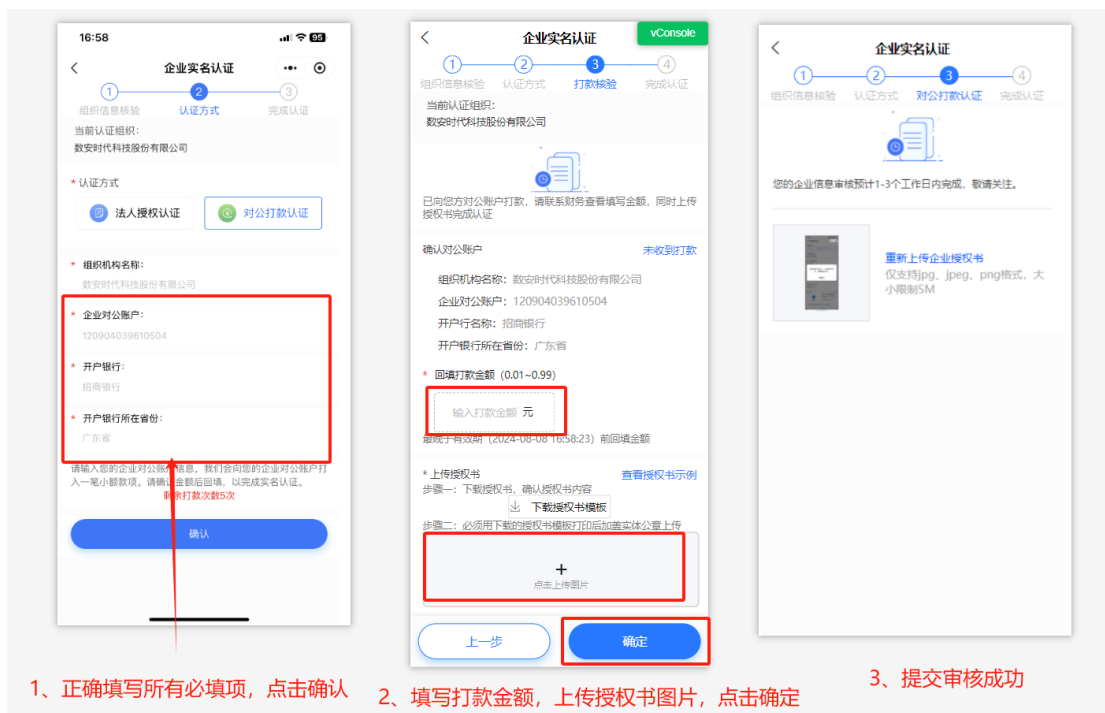 16:58
95
企业实名认证
1
2
3
组织信息核验
认证方式
完成认证
当前认证组织：
数安时代科技股份有限公司
* 认证方式
法人授权认证
对公打款认证
* 组织机构名称：
数安时代科技股份有限公司
* 企业对公账户：
120904039610504
* 开户银行：
招商银行
* 开户银行所在省份：
广东省
请输入您的企业对公账户信息，我们会向您的企业对公账户打
入一笔小额款项。请确认金额后回填，以完成实名认证。
剩余打款次数5次
确认
1、正确填写所有必填项，点击确认
企业实名认证
vConsole
1
2
3
4
组织信息核验
认证方式
打款核验
完成认证
当前认证组织：
数安时代科技股份有限公司
已向您方对公账户打款，请联系财务查看填写金额，同时上传
授权书完成认证
确认对公账户
未收到打款
组织机构名称：数安时代科技股份有限公司
企业对公账户：120904039610504
开户行名称：招商银行
开户银行所在省份：广东省
* 回填打款金额（0.01~0.99）
输入打款金额 元
最晚于有效期（2024-08-08 16:58:23）前回填金额
* 上传授权书
查看授权书示例
步骤一：下载授权书，确认授权书内容
下载授权书模板
步骤二：必须用下载的授权书模板打印后加盖实体公章上传
+
点击上传图片
上一步
确定
2、填写打款金额，上传授权书图片，点击确定
企业实名认证
1
2
3
4
组织信息核验
认证方式
对公打款认证
完成认证
您的企业信息审核预计1-3个工作日内完成，敬请关注。
重新上传企业授权书
仅支持jpg、jpeg、png格式，大
小限制5M
3、提交审核成功